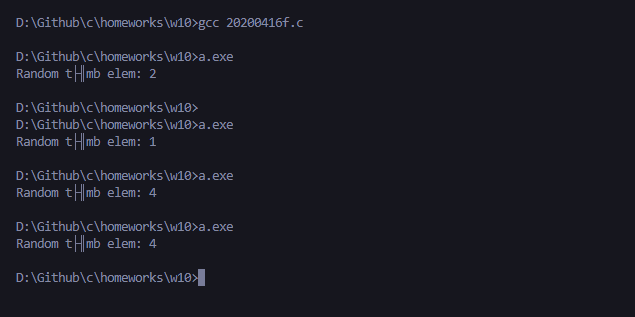 D:\Github\c\homeworks\w10>gcc 20200416f.c
D:\Github\c\homeworks\w10>a.exe
Random t├╢mb elem: 2
D:\Github\c\homeworks\w10>
D:\Github\c\homeworks\w10>a.exe
Random t├╢mb elem: 1
D:\Github\c\homeworks\w10>a.exe
Random t├╢mb elem: 4
D:\Github\c\homeworks\w10>a.exe
Random t├╢mb elem: 4
D:\Github\c\homeworks\w10>